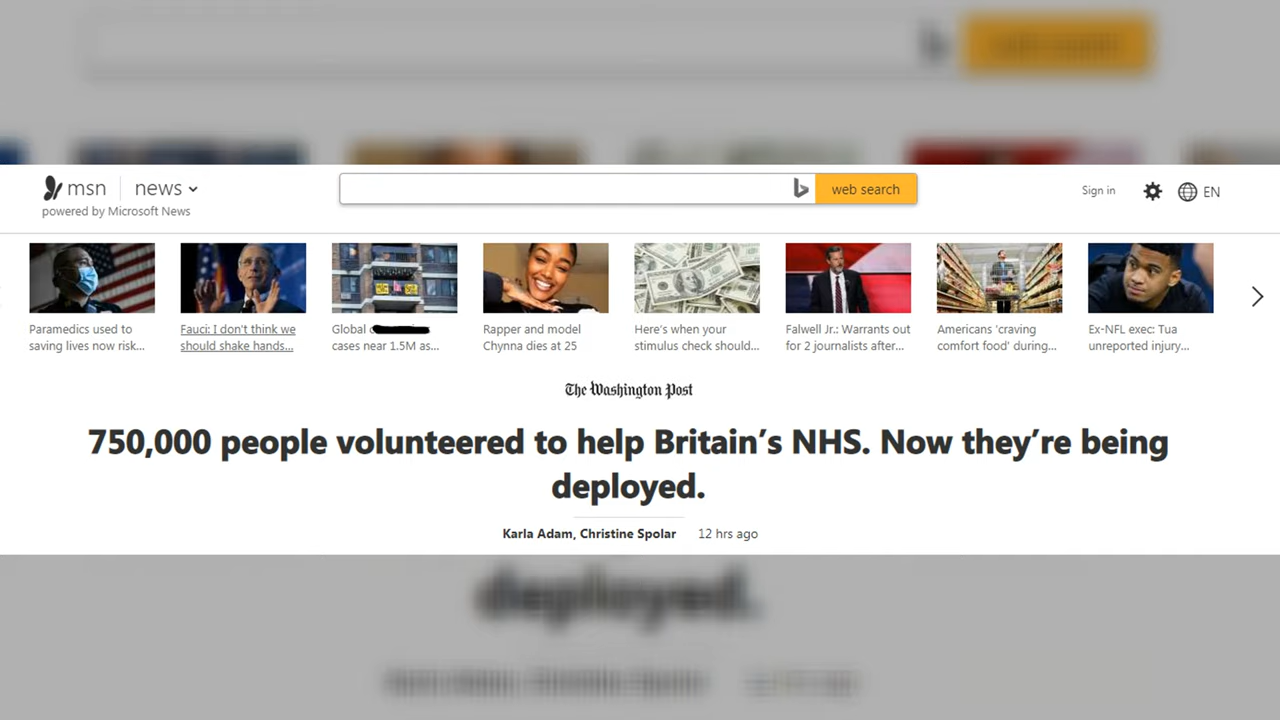 msn news
powered by Microsoft News
web search
Sign in
EN
Paramedics used to
saving lives now risk...
Fauci: I don't think we
should shake hands...
Global c
cases near 1.5M as...
Rapper and model
Chynna dies at 25
Here's when your
stimulus check should...
Falwell Jr.: Warrants out
for 2 journalists after...
Americans 'craving
comfort food' during...
Ex-NFL exec: Tua
unreported injury...
The Washington Post
750,000 people volunteered to help Britain’s NHS. Now they’re being
deployed.
Karla Adam, Christine Spolar 12 hrs ago
deployed.